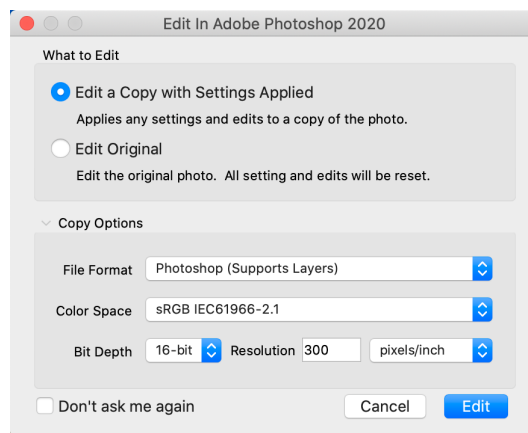 Edit In Adobe Photoshop 2020
What to Edit
Edit a Copy with Settings Applied
Applies any settings and edits to a copy of the photo.
Edit Original
Edit the original photo.  All setting and edits will be reset.
Copy Options
File Format Photoshop (Supports Layers)
Color Space sRGB IEC61966-2.1
Bit Depth 16-bit Resolution 300 pixels/inch
Don't ask me again Cancel Edit